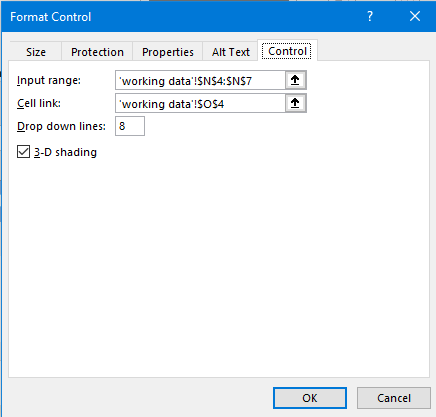 Format Control
Size Protection Properties Alt Text Control
Input range: 'working data'!$N$4:$N$7
Cell link: 'working data'!$O$4
Drop down lines: 8
3-D shading
OK Cancel